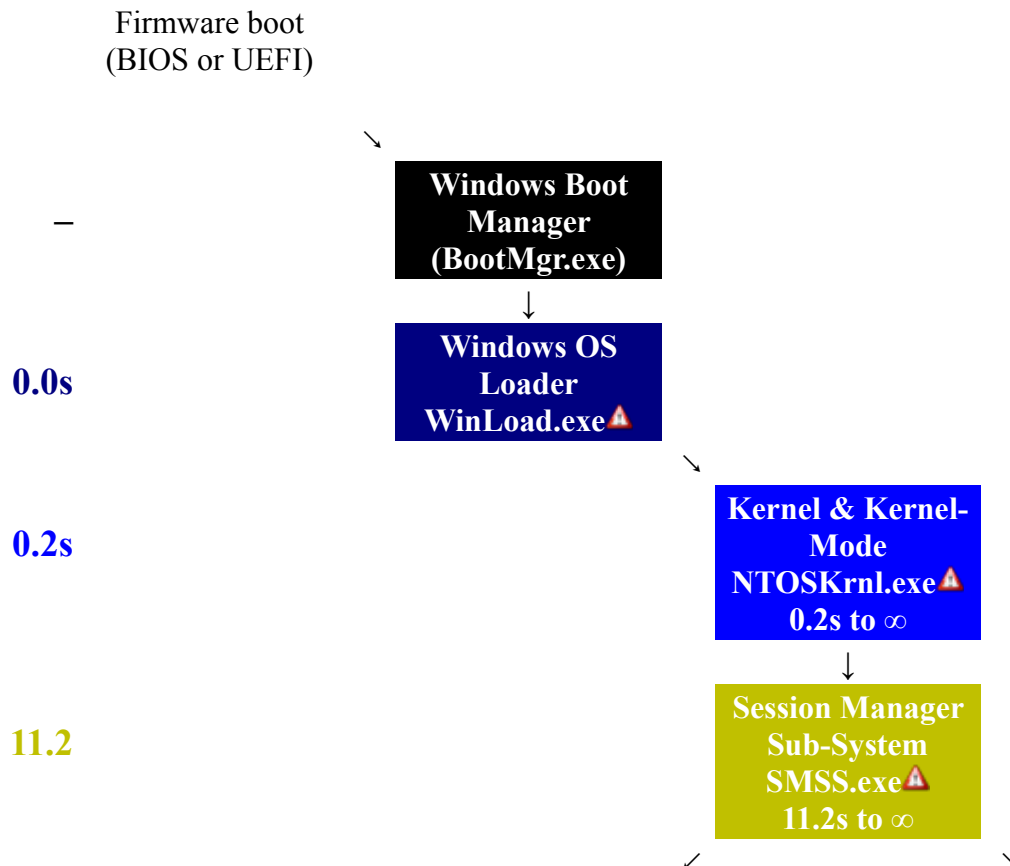 Firmware boot
(BIOS or UEFI)
↘
–
Windows Boot
Manager
(BootMgr.exe)
↓
0.0s
Windows OS
Loader
WinLoad.exe
↘
0.2s
Kernel & Kernel-
Mode
NTOSKrnl.exe
0.2s to ∞
↓
11.2
Session Manager
Sub-System
SMSS.exe
11.2s to ∞
↙ ↘